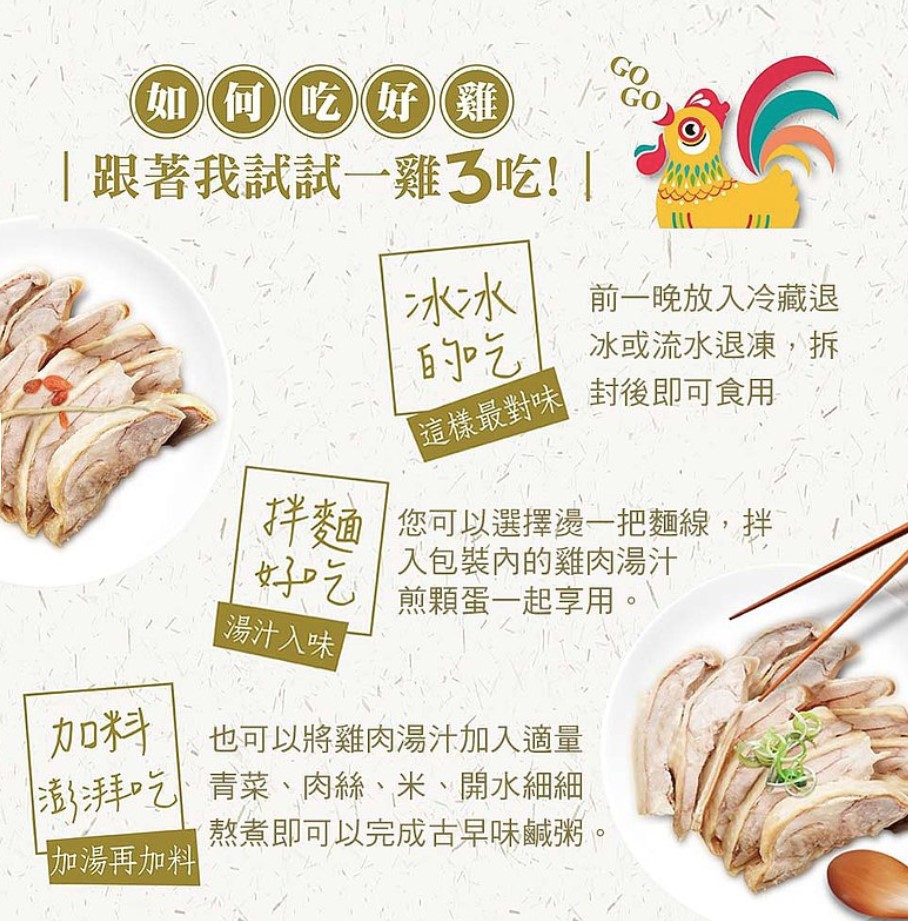 如何吃好雞
跟著我試試一雞3吃!
GO
GO
冰冰
的吃
這樣最對味
前一晚放入冷藏退
冰或流水退凍，拆
封後即可食用
拌麵
好吃
湯汁入味
您可以選擇燙一把麵線，拌
入包裝內的雞肉湯汁
煎顆蛋一起享用。
加料
澎湃吃
加湯再加料
也可以將雞肉湯汁加入適量
青菜、肉絲、米、開水細細
熬煮即可以完成古早味鹹粥。